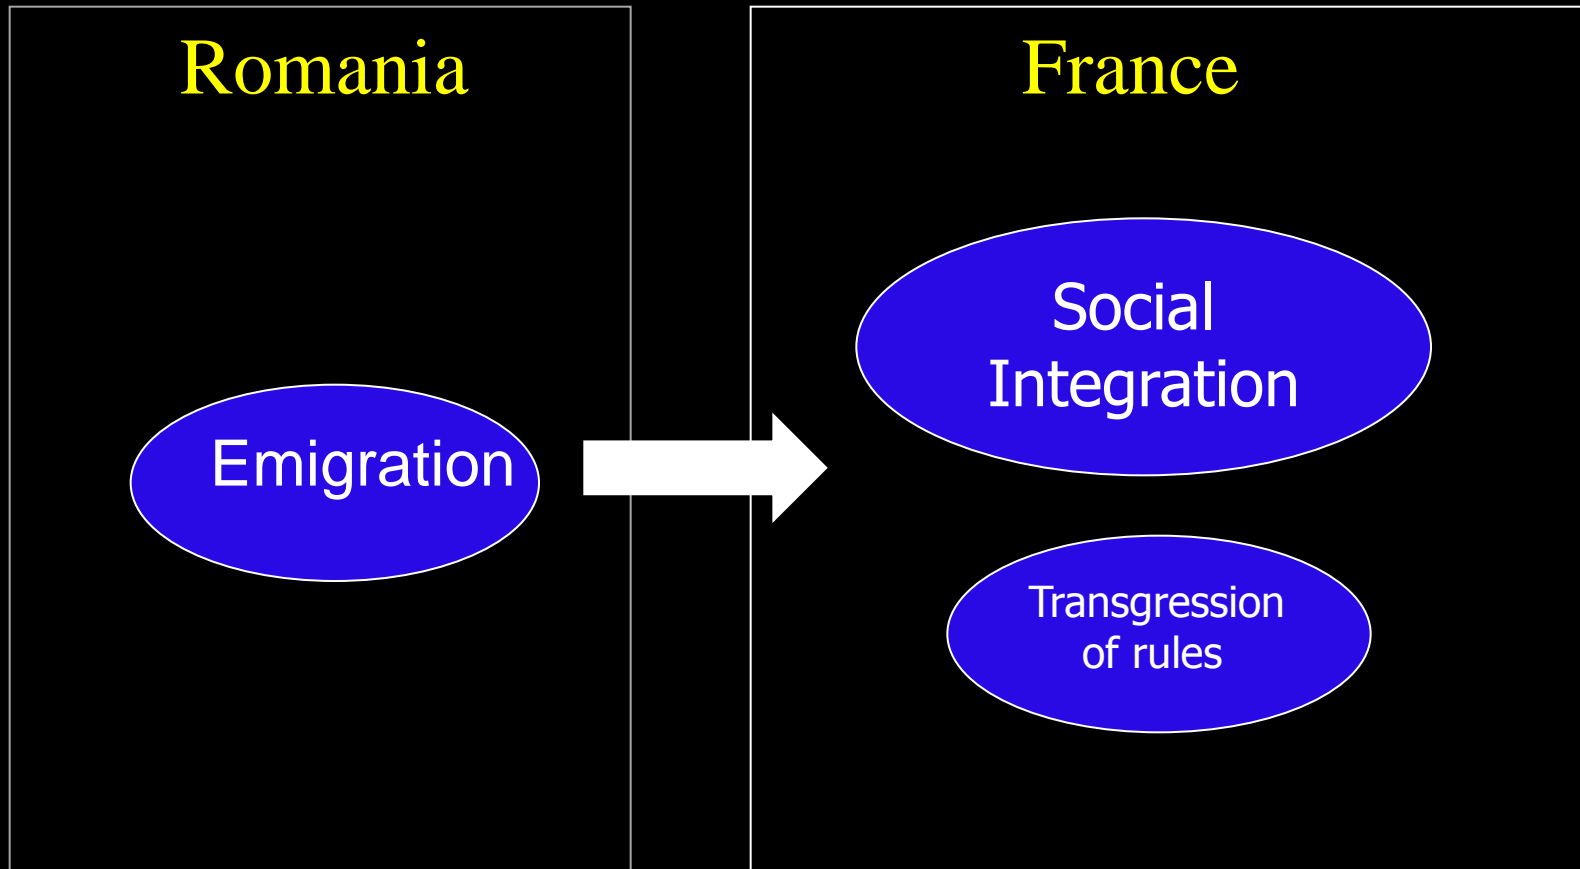 Romania
Emigration
France
Social
Integration
Transgression
of rules